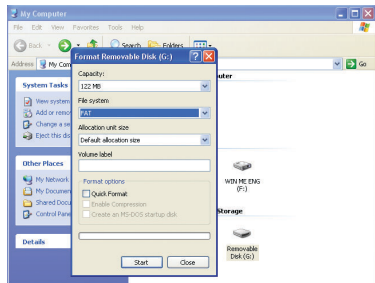 My Computer
File Edit View Favorites Tools Help
Back Search Folders
Address My Com Go
System Tasks
View system
Add or remo
Change a se
Eject this dis
Other Places
My Network
My Documen
Shared Docu
Control Pane
Details
Format Removable Disk (G:)
Capacity:
122 MB
File system
FAT
Allocation unit size
Default allocation size
Volume label
Format options
Quick Format
Enable Compression
Create an MS-DOS startup disk
Start Close
uter
WIN ME ENG
(F:)
Storage
Removable
Disk (G:)